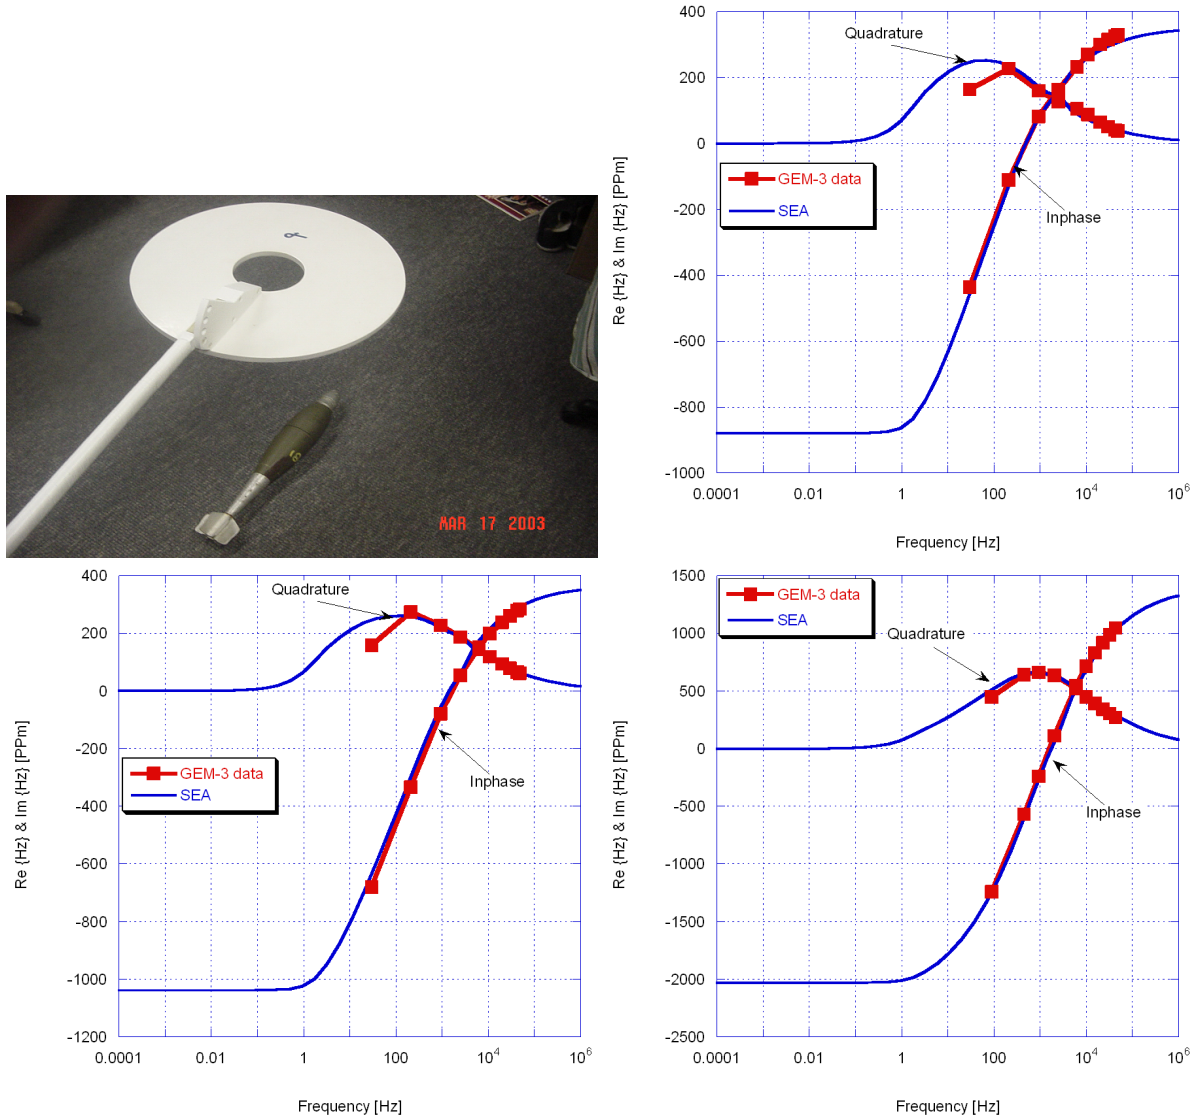 MAR 17 2003
400
200
0
-200
-400
-600
-800
-1000
0.0001
0.01
1
100
10^4
10^6
Re {Hz} & Im {Hz} [PPm]
Frequency [Hz]
Quadrature
Inphase
GEM-3 data
SEA
400
200
0
-200
-400
-600
-800
-1000
-1200
0.0001
0.01
1
100
10^4
10^6
Re {Hz} & Im {Hz} [PPm]
Frequency [Hz]
Quadrature
Inphase
GEM-3 data
SEA
1500
1000
500
0
-500
-1000
-1500
-2000
-2500
0.0001
0.01
1
100
10^4
10^6
Re {Hz} & Im {Hz} [PPm]
Frequency [Hz]
GEM-3 data
SEA
Quadrature
Inphase